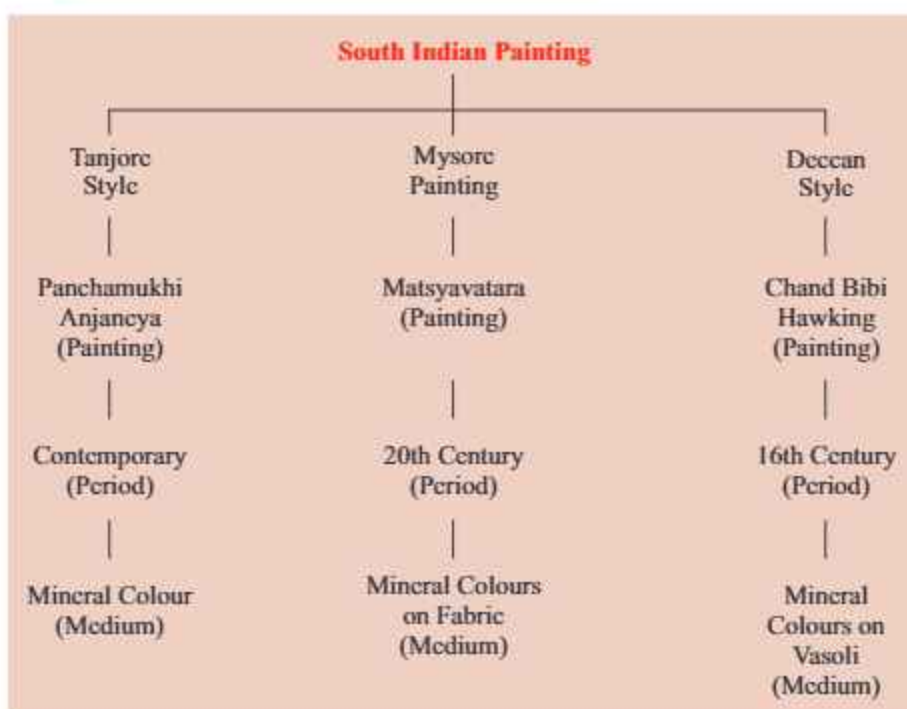 South Indian Painting
Tanjore
Style
Mysore
Painting
Deccan
Style
Panchamukhi
Anjaneya
(Painting)
Matsyavatara
(Painting)
Chand Bibi
Hawking
(Painting)
Contemporary
(Period)
20th Century
(Period)
16th Century
(Period)
Mineral Colour
(Medium)
Mineral Colours
on Fabric
(Medium)
Mineral
Colours on
Vasoli
(Medium)